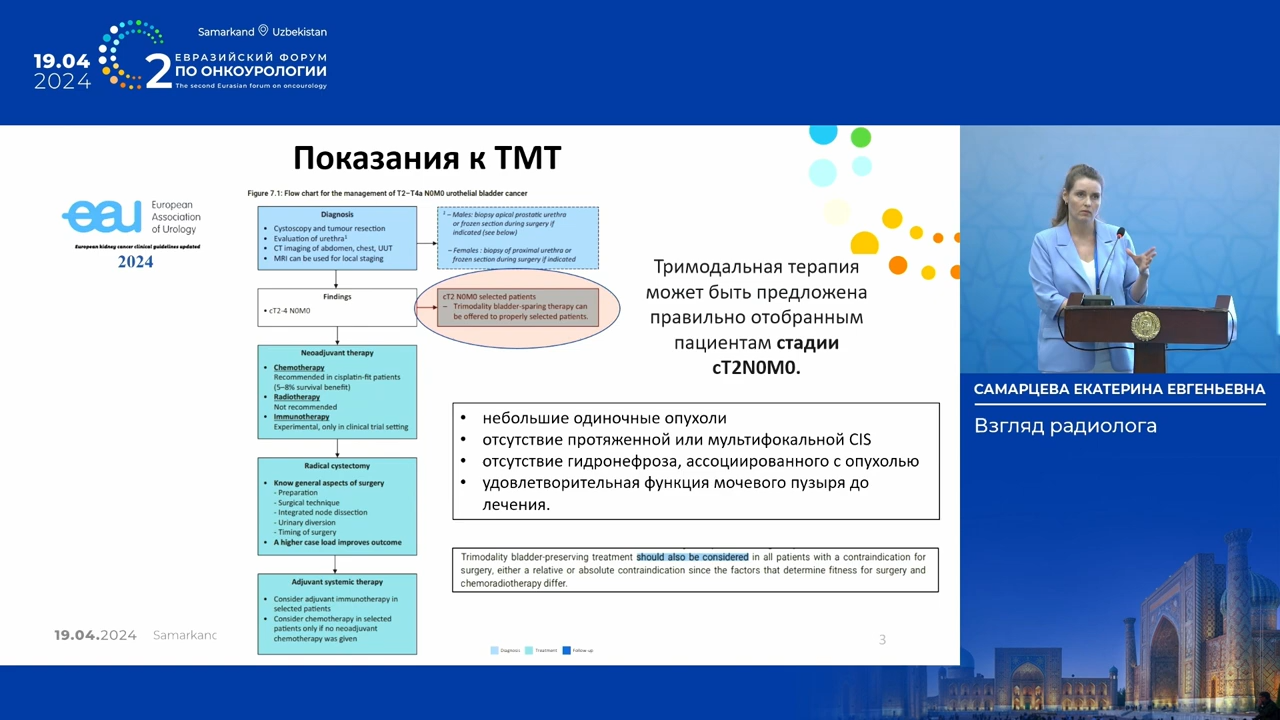 Samarkand Uzbekistan
19.04
2024
2
ЕВРАЗИЙСКИЙ ФОРУМ
ПО ОНКОУРОЛОГИИ
The second Eurasian forum on oncourology
Показания к ТМТ
eau
European
Association
of Urology
European kidney cancer clinical guidelines updated
2024
Figure 7.1: Flow chart for the management of T2–T4a N0M0 urothelial bladder cancer
Diagnosis
• Cystoscopy and tumour resection
• Evaluation of urethra¹
• CT imaging of abdomen, chest, UUT
• MRI can be used for local staging
¹ – Males: biopsy apical prostatic urethra
or frozen section during surgery if
indicated (see below)
– Females : biopsy of proximal urethra or
frozen section during surgery if indicated
Findings
• cT2-4 N0M0
cT2 N0M0 selected patients
– Trimodality bladder-sparing therapy can
be offered to properly selected patients.
Neoadjuvant therapy
• Chemotherapy
Recommended in cisplatin-fit patients
(5–8% survival benefit)
• Radiotherapy
Not recommended
• Immunotherapy
Experimental, only in clinical trial setting
Radical cystectomy
• Know general aspects of surgery
- Preparation
- Surgical technique
- Integrated node dissection
- Urinary diversion
- Timing of surgery
• A higher case load improves outcome
Adjuvant systemic therapy
• Consider adjuvant immunotherapy in
selected patients
• Consider chemotherapy in selected
patients only if no neoadjuvant
chemotherapy was given
Тримодальная терапия
может быть предложена
правильно отобранным
пациентам стадии
cT2N0M0.
• небольшие одиночные опухоли
• отсутствие протяженной или мультифокальной CIS
• отсутствие гидронефроза, ассоциированного с опухолью
• удовлетворительная функция мочевого пузыря до
лечения.
Trimodality bladder-preserving treatment should also be considered in all patients with a contraindication for
surgery, either a relative or absolute contraindication since the factors that determine fitness for surgery and
chemoradiotherapy differ.
Diagnosis Treatment Follow-up
19.04.2024 Samarkanc
3
САМАРЦЕВА ЕКАТЕРИНА ЕВГЕНЬЕВНА
Взгляд радиолога